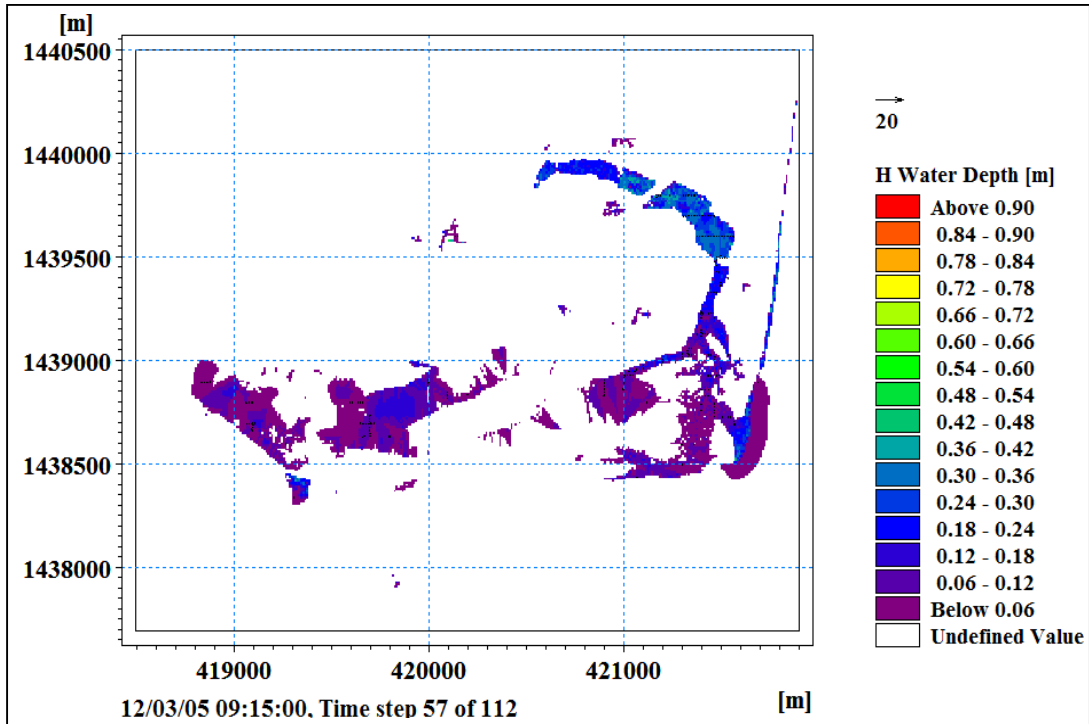 [m]
1440500
1440000
1439500
1439000
1438500
1438000
419000 420000 421000
[m]
12/03/05 09:15:00, Time step 57 of 112
20
H Water Depth [m]
Above 0.90
0.84 - 0.90
0.78 - 0.84
0.72 - 0.78
0.66 - 0.72
0.60 - 0.66
0.54 - 0.60
0.48 - 0.54
0.42 - 0.48
0.36 - 0.42
0.30 - 0.36
0.24 - 0.30
0.18 - 0.24
0.12 - 0.18
0.06 - 0.12
Below 0.06
Undefined Value